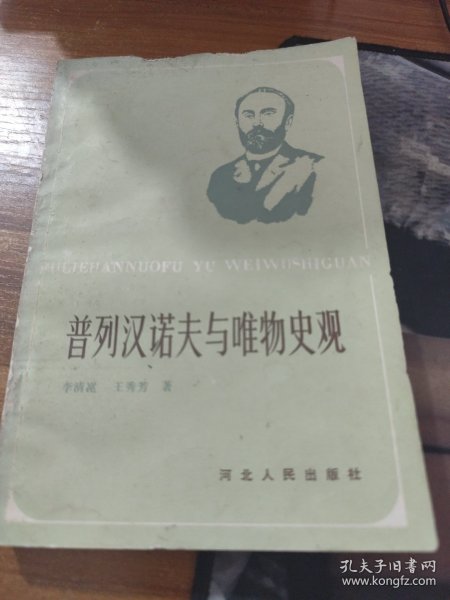 PULIEHANNUOFU YU WEIWUSHIGUAN
普列汉诺夫与唯物史观
李清崑 王秀芳 著
河北人民出版社
孔夫子旧书网
www.kongfz.com